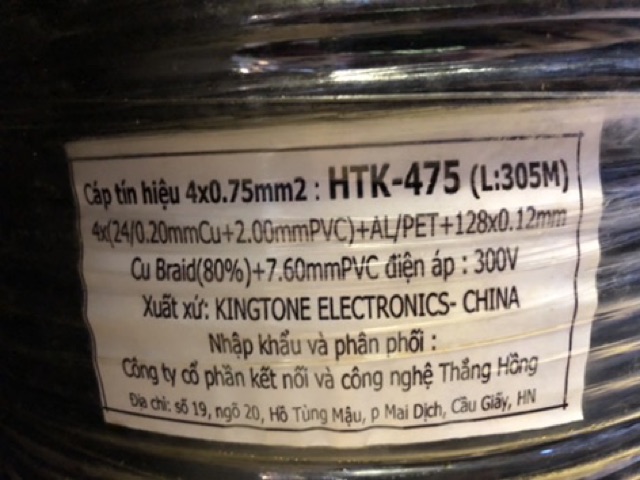 Cáp tín hiệu 4x0.75mm2 : HTK-475 (L:305M)
4x(24/0.20mmCu+2.00mmPVC)+AL/PET+128x0.12mm
Cu Braid(80%)+7.60mmPVC điện áp : 300V
Xuất xứ: KINGTONE ELECTRONICS- CHINA
Nhập khẩu và phân phối :
Công ty cổ phần kết nối và công nghệ Thắng Hồng
Địa chỉ: số 19, ngõ 20, Hồ Tùng Mậu, p Mai Dịch, Cầu Giấy, HN